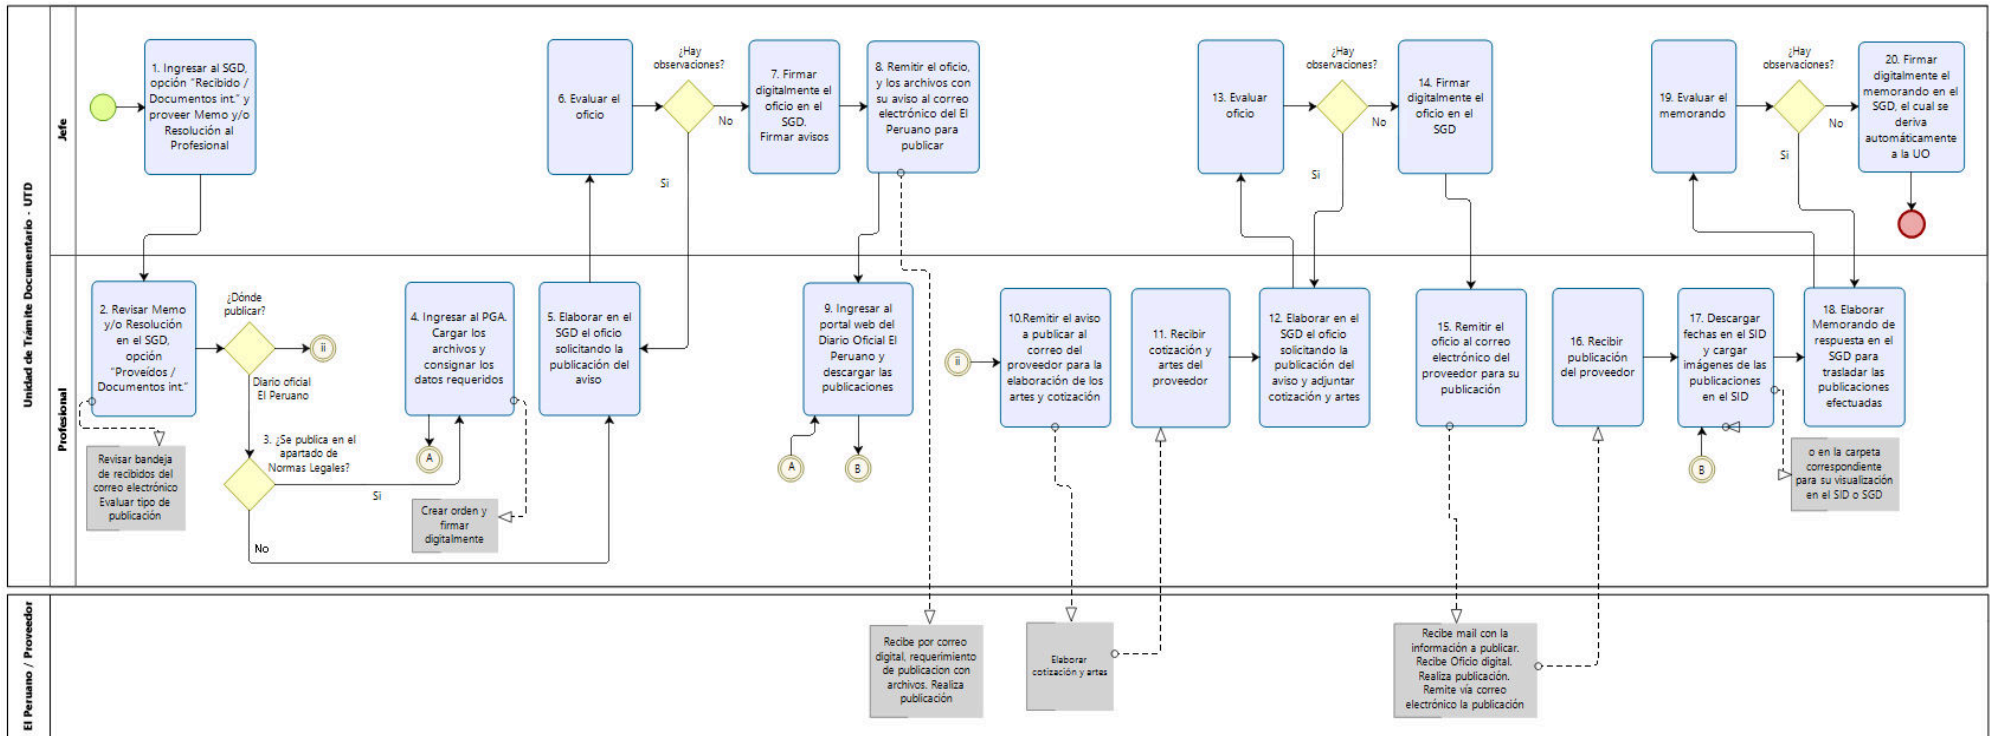 Unidad de Trámite Documentario - UTD
Jefe
1. Ingresar al SGD,
opción "Recibido /
Documentos int." y
proveer Memo y/o
Resolución al
Profesional
6. Evaluar el
oficio
¿Hay
observaciones?
No
Si
7. Firmar
digitalmente el
oficio en el
SGD.
Firmar avisos
8. Remitir el oficio,
y los archivos con
su aviso al correo
electrónico del El
Peruano para
publicar
13. Evaluar
oficio
¿Hay
observaciones?
No
Si
14. Firmar
digitalmente el
oficio en el
SGD
19. Evaluar el
memorando
¿Hay
observaciones?
No
Si
20. Firmar
digitalmente el
memorando en el
SGD, el cual se
deriva
automáticamente
a la UO
Profesional
2. Revisar Memo
y/o Resolución
en el SGD,
opción
"Proveídos /
Documentos int."
Revisar bandeja
de recibidos del
correo electrónico
Evaluar tipo de
publicación
¿Dónde
publicar?
ii
Diario oficial
El Peruano
3. ¿Se publica en el
apartado de
Normas Legales?
Si
No
4. Ingresar al PGA.
Cargar los
archivos y
consignar los
datos requeridos
A
Crear orden y
firmar
digitalmente
5. Elaborar en el
SGD el oficio
solicitando la
publicación del
aviso
9. Ingresar al
portal web del
Diario Oficial El
Peruano y
descargar las
publicaciones
A
B
ii
10.Remitir el aviso
a publicar al
correo del
proveedor para la
elaboración de los
artes y cotización
11. Recibir
cotización y
artes del
proveedor
12. Elaborar en el
SGD el oficio
solicitando la
publicación del
aviso y adjuntar
cotización y artes
15. Remitir el
oficio al correo
electrónico del
proveedor para su
publicación
16. Recibir
publicación
del proveedor
17. Descargar
fechas en el SID
y cargar
imágenes de las
publicaciones
en el SID
B
o en la carpeta
correspondiente
para su visualización
en el SID o SGD
18. Elaborar
Memorando de
respuesta en el
SGD para
trasladar las
publicaciones
efectuadas
El Peruano / Proveedor
Recibe por correo
digital, requerimiento
de publicacion con
archivos. Realiza
publicación
Elaborar
cotización y artes
Recibe mail con la
información a publicar.
Recibe Oficio digital.
Realiza publicación.
Remite vía correo
electrónico la publicación